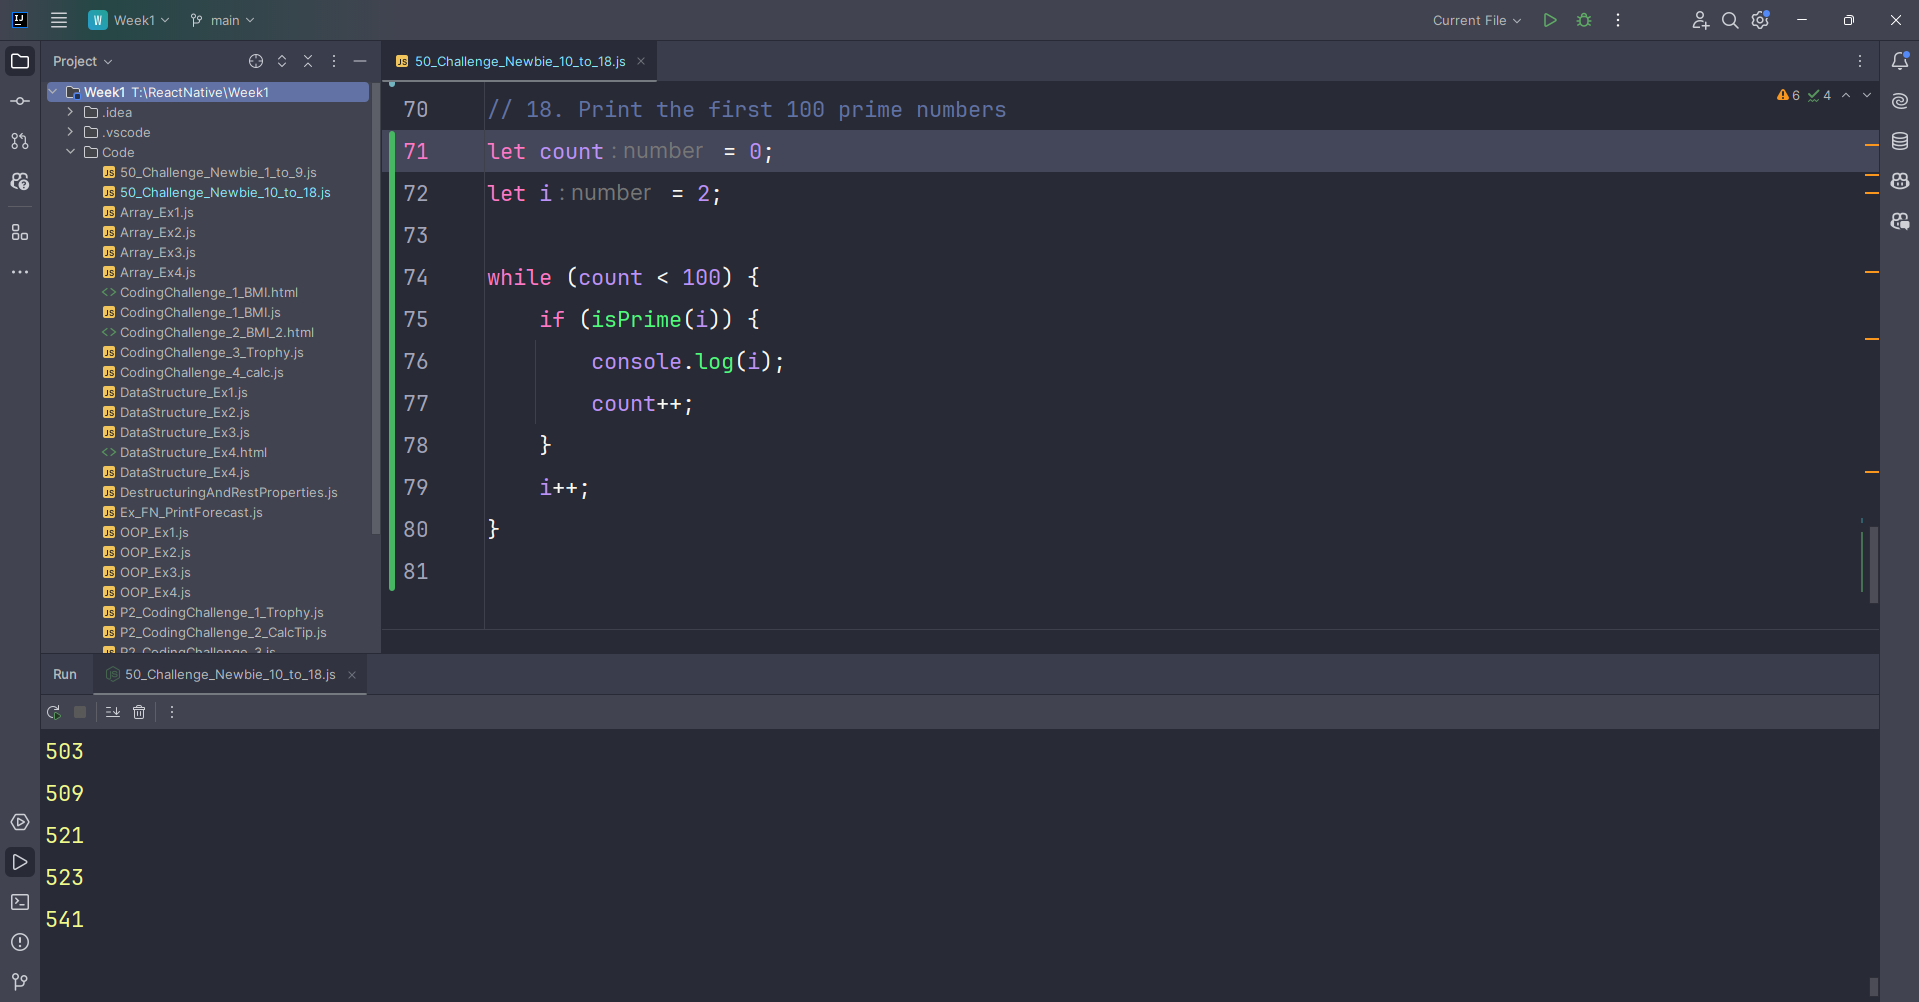 W Week1 main Current File
Project
50_Challenge_Newbie_10_to_18.js
Week1 T:\ReactNative\Week1
.idea
.vscode
Code
50_Challenge_Newbie_1_to_9.js
50_Challenge_Newbie_10_to_18.js
Array_Ex1.js
Array_Ex2.js
Array_Ex3.js
Array_Ex4.js
CodingChallenge_1_BMI.html
CodingChallenge_1_BMI.js
CodingChallenge_2_BMI_2.html
CodingChallenge_3_Trophy.js
CodingChallenge_4_calc.js
DataStructure_Ex1.js
DataStructure_Ex2.js
DataStructure_Ex3.js
DataStructure_Ex4.html
DataStructure_Ex4.js
DestructuringAndRestProperties.js
Ex_FN_PrintForecast.js
OOP_Ex1.js
OOP_Ex2.js
OOP_Ex3.js
OOP_Ex4.js
P2_CodingChallenge_1_Trophy.js
P2_CodingChallenge_2_CalcTip.js
P2_CodingChallenge_3.js
6 4
70 // 18. Print the first 100 prime numbers
71 let count : number = 0;
72 let i : number = 2;
73
74 while (count < 100) {
75 if (isPrime(i)) {
76 console.log(i);
77 count++;
78 }
79 i++;
80 }
81
Run 50_Challenge_Newbie_10_to_18.js
503
509
521
523
541